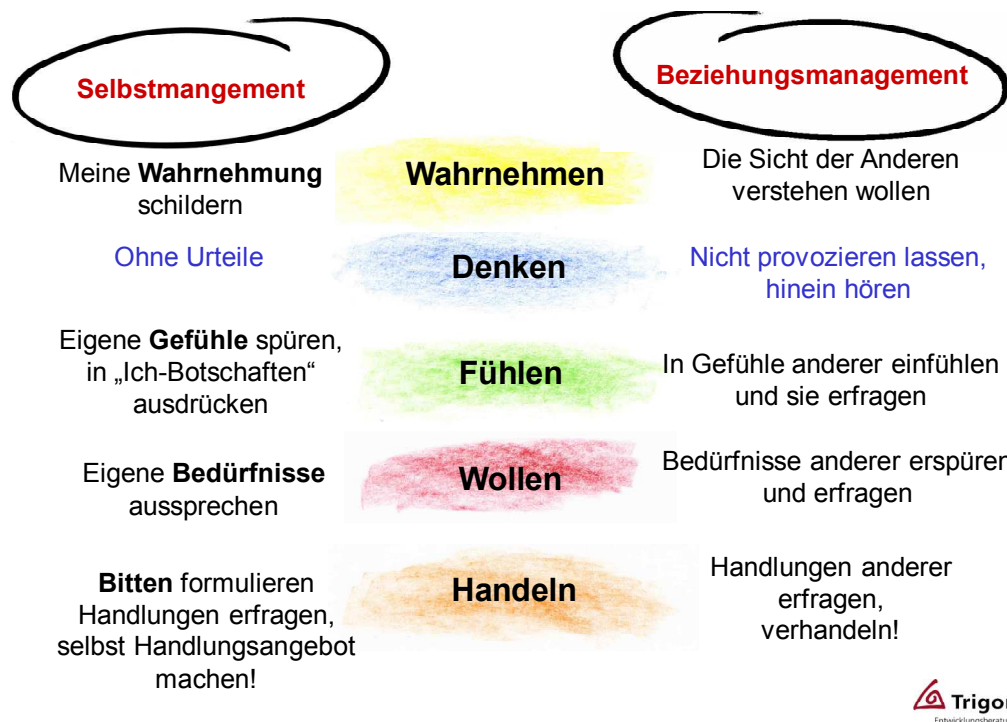 Selbstmangement
Beziehungsmanagement
Meine Wahrnehmung
schildern
Wahrnehmen
Die Sicht der Anderen
verstehen wollen
Ohne Urteile
Denken
Nicht provozieren lassen,
hinein hören
Eigene Gefühle spüren,
in „Ich-Botschaften“
ausdrücken
Fühlen
In Gefühle anderer einfühlen
und sie erfragen
Eigene Bedürfnisse
aussprechen
Wollen
Bedürfnisse anderer erspüren
und erfragen
Bitten formulieren
Handlungen erfragen,
selbst Handlungsangebot
machen!
Handeln
Handlungen anderer
erfragen,
verhandeln!
Trigon
Entwicklungsberatu